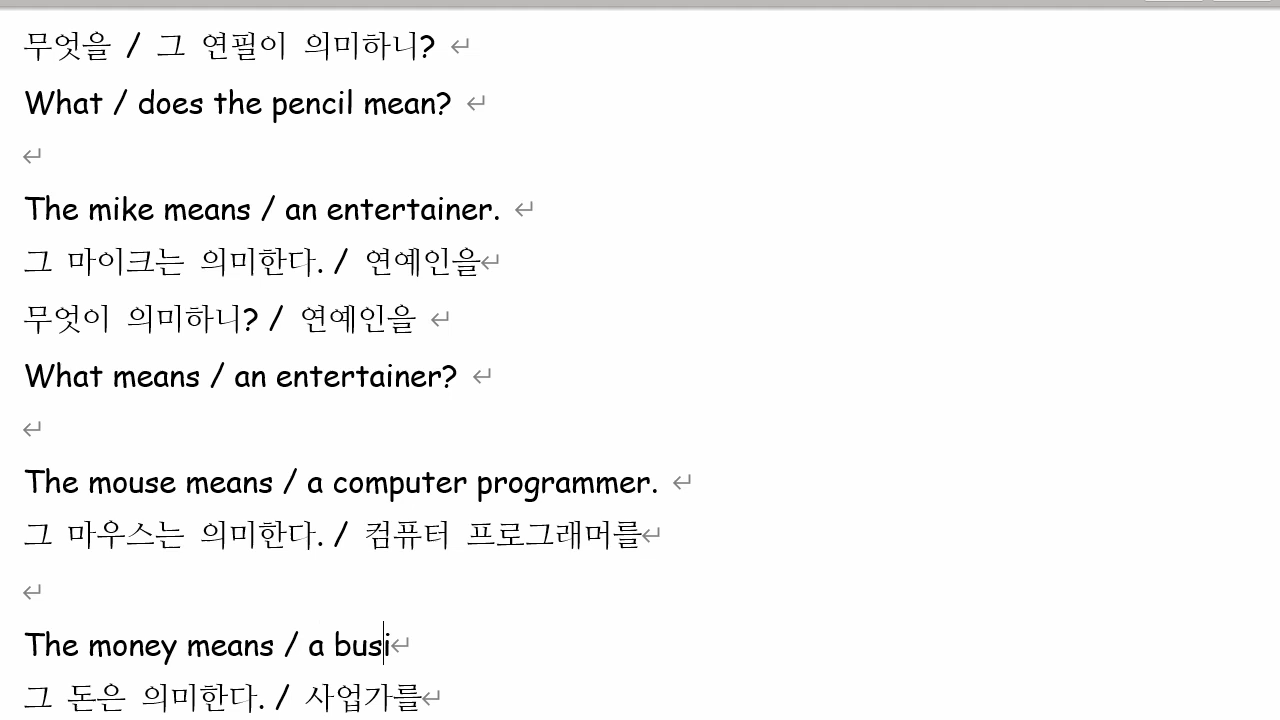 무엇을 / 그 연필이 의미하니?
What / does the pencil mean?
The mike means / an entertainer.
그 마이크는 의미한다. / 연예인을
무엇이 의미하니? / 연예인을
What means / an entertainer?
The mouse means / a computer programmer.
그 마우스는 의미한다. / 컴퓨터 프로그래머를
The money means / a busi
그 돈은 의미한다. / 사업가를